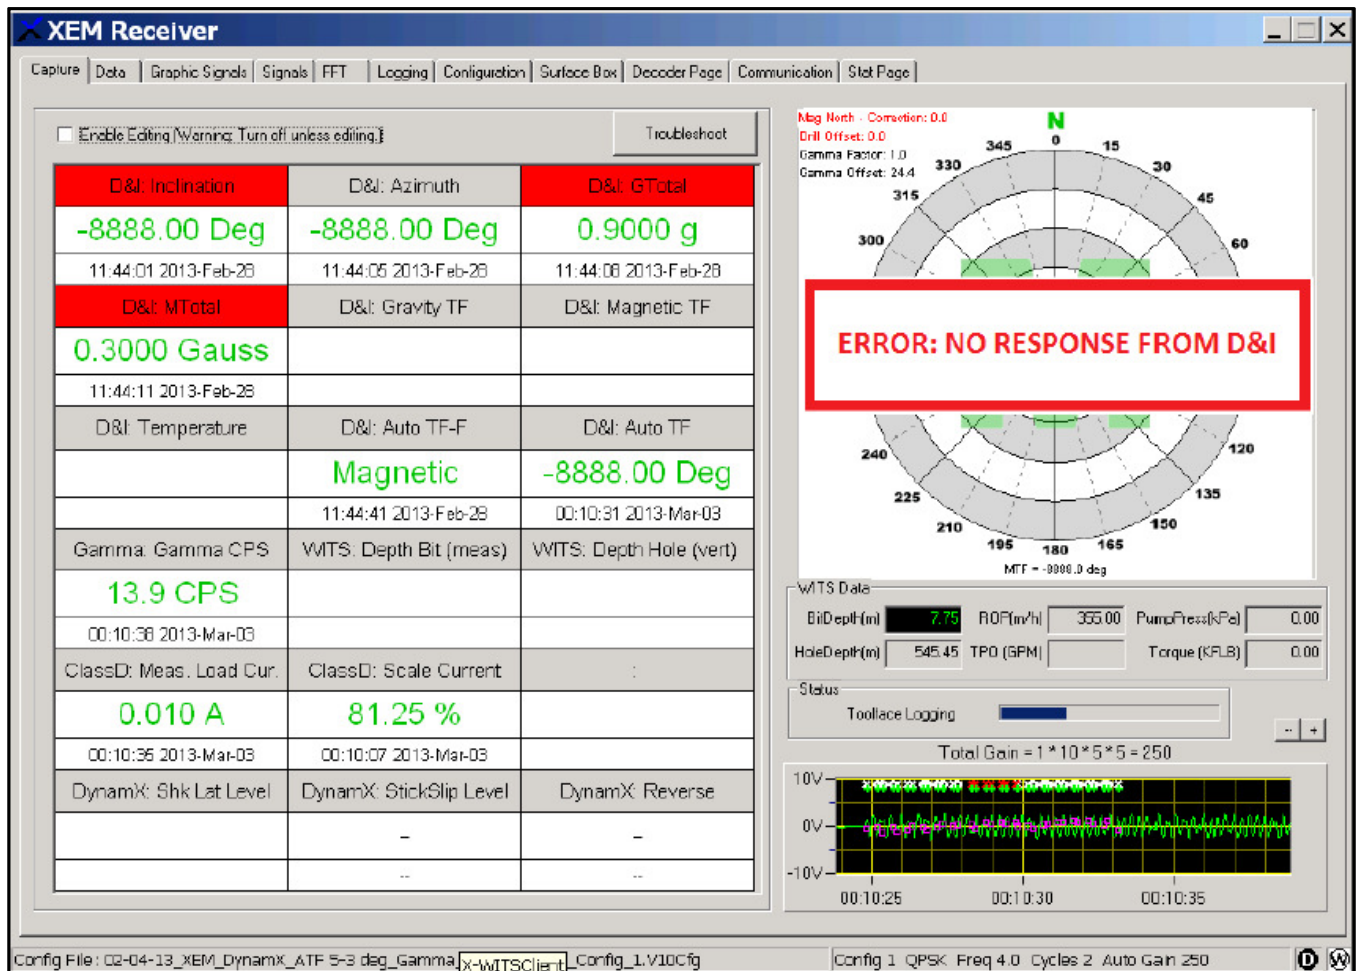 XEM Receiver
Capture Data Graphic Signals Signals FFT Logging Configuration Surface Box Decoder Page Communication Stat Page
Enable Editing (Warning: Turn off unless editing.)
Troubleshoot
D&I: Inclination D&I: Azimuth D&I: GTotal
-8888.00 Deg -8888.00 Deg 0.9000 g
11:44:01 2013-Feb-28 11:44:05 2013-Feb-28 11:44:08 2013-Feb-28
D&I: MTotal D&I: Gravity TF D&I: Magnetic TF
0.3000 Gauss
11:44:11 2013-Feb-28
D&I: Temperature D&I: Auto TF-F D&I: Auto TF
Magnetic -8888.00 Deg
11:44:41 2013-Feb-28 00:10:31 2013-Mar-03
Gamma: Gamma CPS WITS: Depth Bit (meas) WITS: Depth Hole (vert)
13.9 CPS
00:10:38 2013-Mar-03
ClassD: Meas. Load Cur. ClassD: Scale Current :
0.010 A 81.25 %
00:10:35 2013-Mar-03 00:10:07 2013-Mar-03
DynamX: Shk Lat Level DynamX: StickSlip Level DynamX: Reverse
– –
-- --
Mag North - Correction: 0.0
Drill Offset: 0.0
Gamma Factor: 1.0
Gamma Offset: 24.4
N
345 0 15
330 30
315 45
300 60
ERROR: NO RESPONSE FROM D&I
240 120
225 135
210 150
195 180 165
MTF = -8888.0 deg
WITS Data
BitDepth(m) 7.75 ROP(m/h) 355.00 PumpPress(kPa) 0.00
HoleDepth(m) 545.45 TPO (GPM) Torque (KFLB) 0.00
Status
Toolface Logging
- +
Total Gain = 1 * 10 * 5 * 5 = 250
10V
0V
-10V
00:10:25 00:10:30 00:10:35
Config File : 02-04-13_XEM_DynamX_ATF 5-3 deg_Gamma X-WITSClient _Config_1.V10Cfg
Config 1 QPSK Freq 4.0 Cycles 2 Auto Gain 250
D W